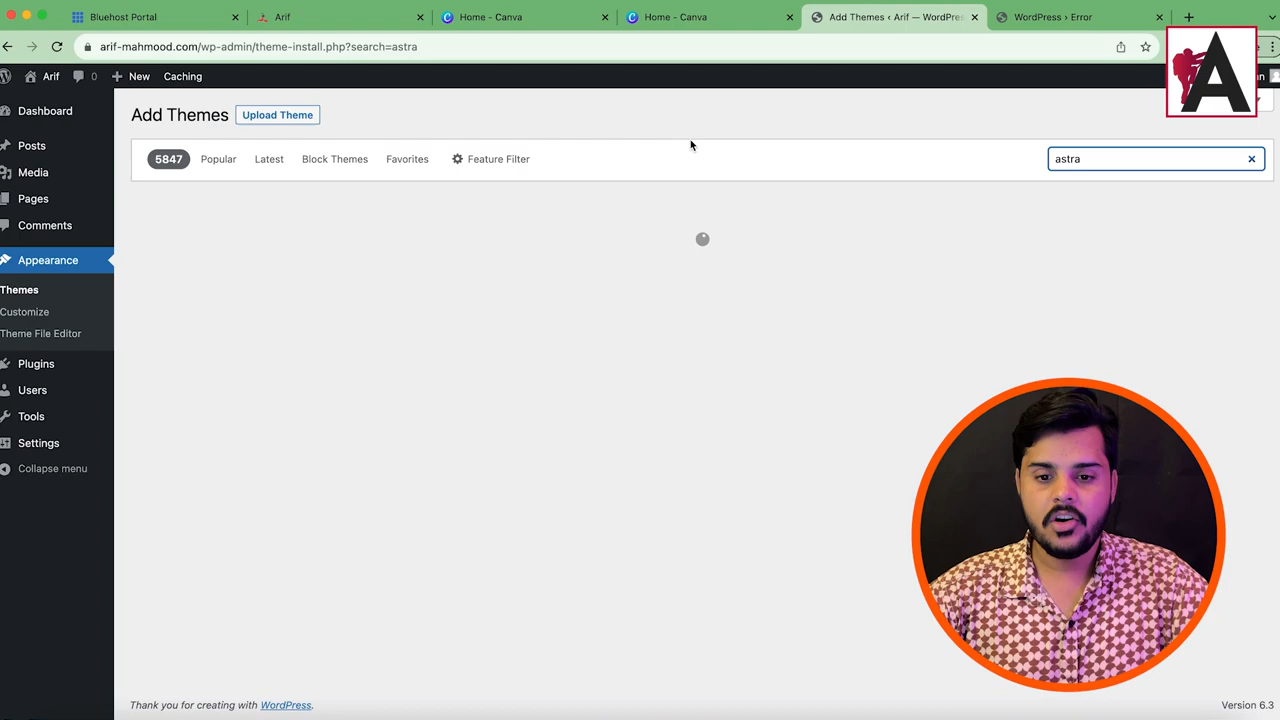 Bluehost Portal
Arif
Home - Canva
Home - Canva
Add Themes ‹ Arif — WordPres
WordPress › Error
arif-mahmood.com/wp-admin/theme-install.php?search=astra
Arif 0 New Caching
A
Dashboard
Posts
Media
Pages
Comments
Appearance
Themes
Customize
Theme File Editor
Plugins
Users
Tools
Settings
Collapse menu
Add Themes Upload Theme
5847 Popular Latest Block Themes Favorites Feature Filter astra
Thank you for creating with WordPress. Version 6.3